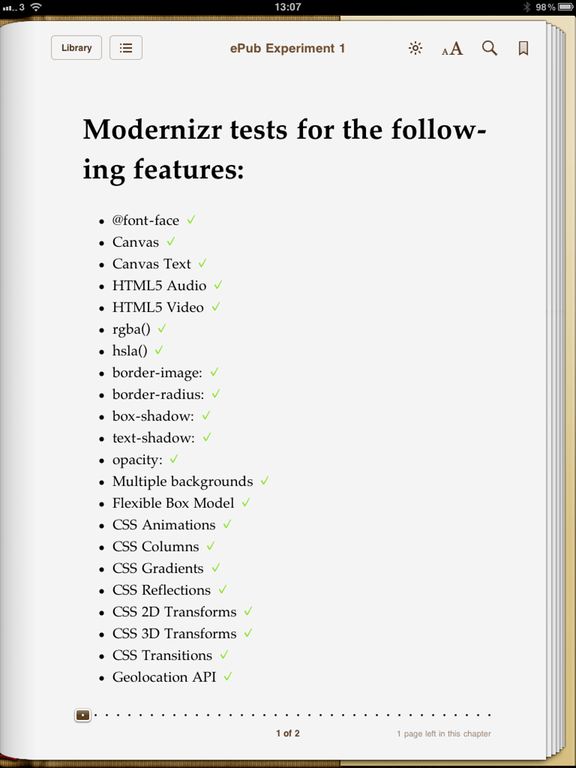 3 13:07 98%
Library ePub Experiment 1 AA
Modernizr tests for the follow-
ing features:
• @font-face ✓
• Canvas ✓
• Canvas Text ✓
• HTML5 Audio ✓
• HTML5 Video ✓
• rgba() ✓
• hsla() ✓
• border-image: ✓
• border-radius: ✓
• box-shadow: ✓
• text-shadow: ✓
• opacity: ✓
• Multiple backgrounds ✓
• Flexible Box Model ✓
• CSS Animations ✓
• CSS Columns ✓
• CSS Gradients ✓
• CSS Reflections ✓
• CSS 2D Transforms ✓
• CSS 3D Transforms ✓
• CSS Transitions ✓
• Geolocation API ✓
1 of 2 1 page left in this chapter